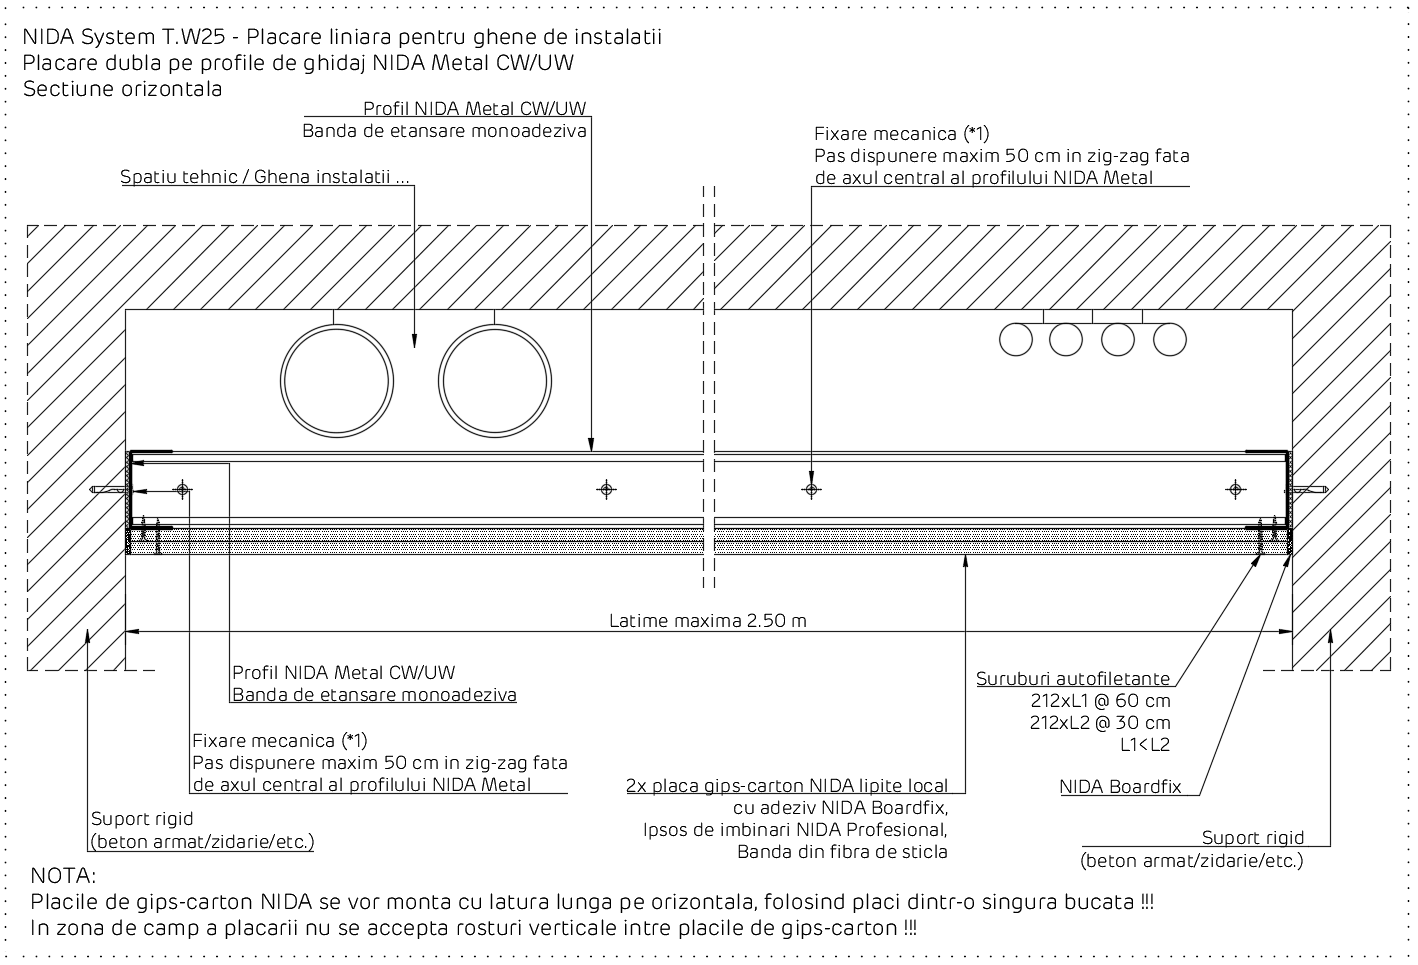 NIDA System T.W25 - Placare liniara pentru ghene de instalatii
Placare dubla pe profile de ghidaj NIDA Metal CW/UW
Sectiune orizontala
Profil NIDA Metal CW/UW
Banda de etansare monoadeziva
Fixare mecanica (*1)
Pas dispunere maxim 50 cm in zig-zag fata
de axul central al profilului NIDA Metal
Spatiu tehnic / Ghena instalatii ...
Latime maxima 2.50 m
Profil NIDA Metal CW/UW
Banda de etansare monoadeziva
Suruburi autofiletante
212xL1 @ 60 cm
212xL2 @ 30 cm
L1<L2
Fixare mecanica (*1)
Pas dispunere maxim 50 cm in zig-zag fata
de axul central al profilului NIDA Metal
2x placa gips-carton NIDA lipite local
cu adeziv NIDA Boardfix,
Ipsos de imbinari NIDA Profesional,
Banda din fibra de sticla
NIDA Boardfix
Suport rigid
(beton armat/zidarie/etc.)
Suport rigid
(beton armat/zidarie/etc.)
NOTA:
Placile de gips-carton NIDA se vor monta cu latura lunga pe orizontala, folosind placi dintr-o singura bucata !!!
In zona de camp a placarii nu se accepta rosturi verticale intre placile de gips-carton !!!